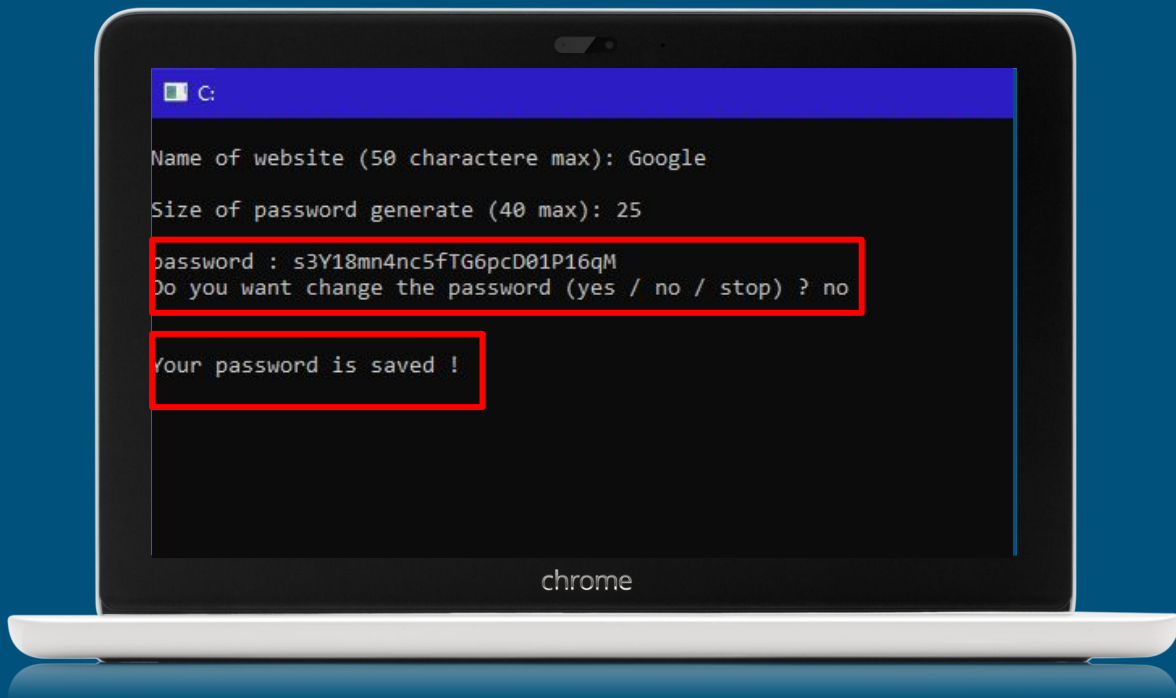 C:
Name of website (50 charactere max): Google
Size of password generate (40 max): 25
password : s3Y18mn4nc5fTG6pcD01P16qM
Do you want change the password (yes / no / stop) ? no
Your password is saved !
chrome